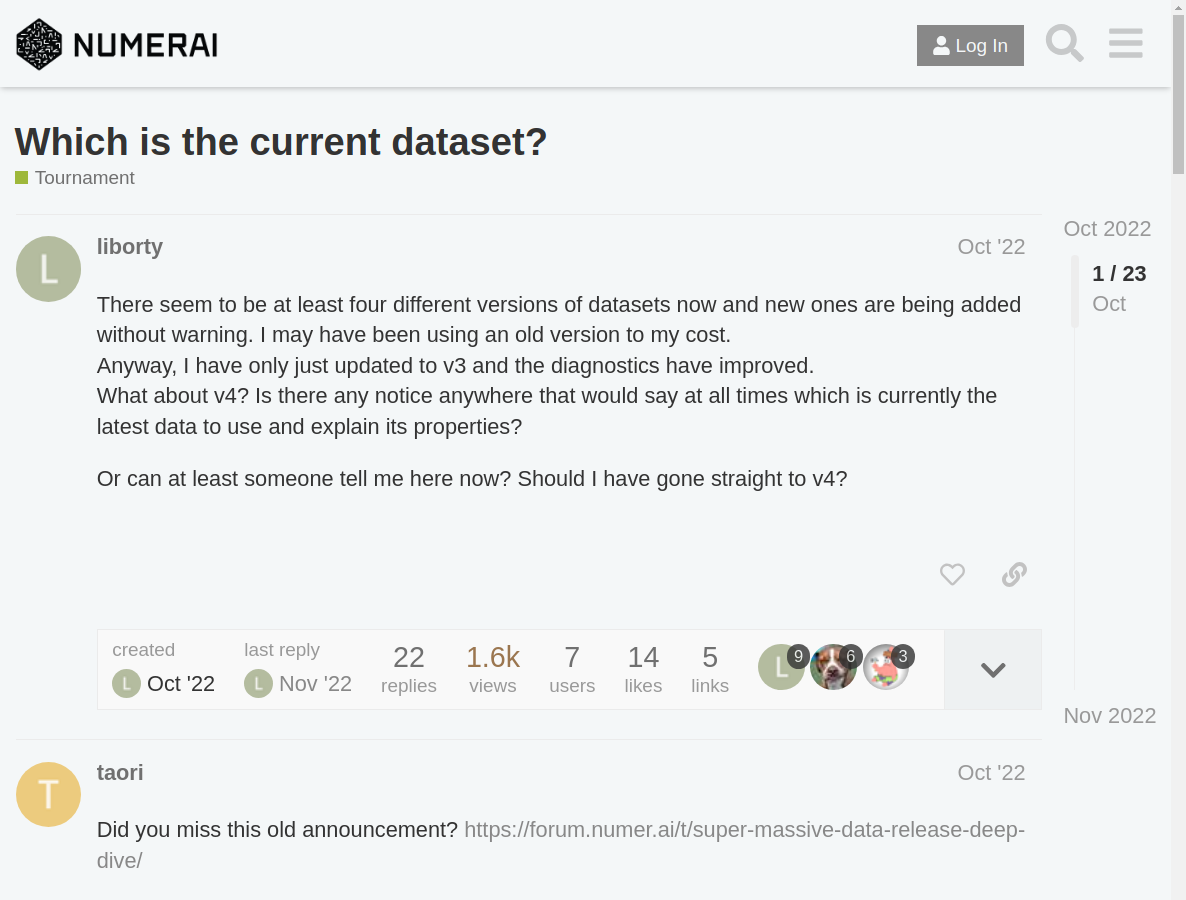 NUMERAI
Log In
Which is the current dataset?
Tournament
liborty
Oct '22
Oct 2022
1 / 23
Oct
L
There seem to be at least four different versions of datasets now and new ones are being added
without warning. I may have been using an old version to my cost.
Anyway, I have only just updated to v3 and the diagnostics have improved.
What about v4? Is there any notice anywhere that would say at all times which is currently the
latest data to use and explain its properties?
Or can at least someone tell me here now? Should I have gone straight to v4?
created
L Oct '22
last reply
L Nov '22
22
replies
1.6k
views
7
users
14
likes
5
links
L 9
6
3
Nov 2022
T
taori
Oct '22
Did you miss this old announcement? https://forum.numer.ai/t/super-massive-data-release-deep-
dive/